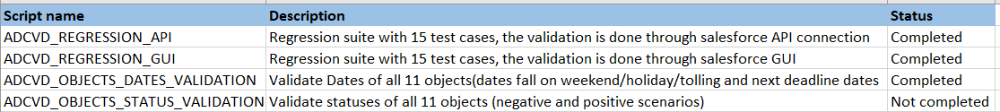 Script name Description Status
ADCVD_REGRESSION_API Regression suite with 15 test cases, the validation is done through salesforce API connection Completed
ADCVD_REGRESSION_GUI Regression suite with 15 test cases, the validation is done through salesforce GUI Completed
ADCVD_OBJECTS_DATES_VALIDATION Validate Dates of all 11 objects(dates fall on weekend/holiday/tolling and next deadline dates Completed
ADCVD_OBJECTS_STATUS_VALIDATION Validate statuses of all 11 objects (negative and positive scenarios) Not completed